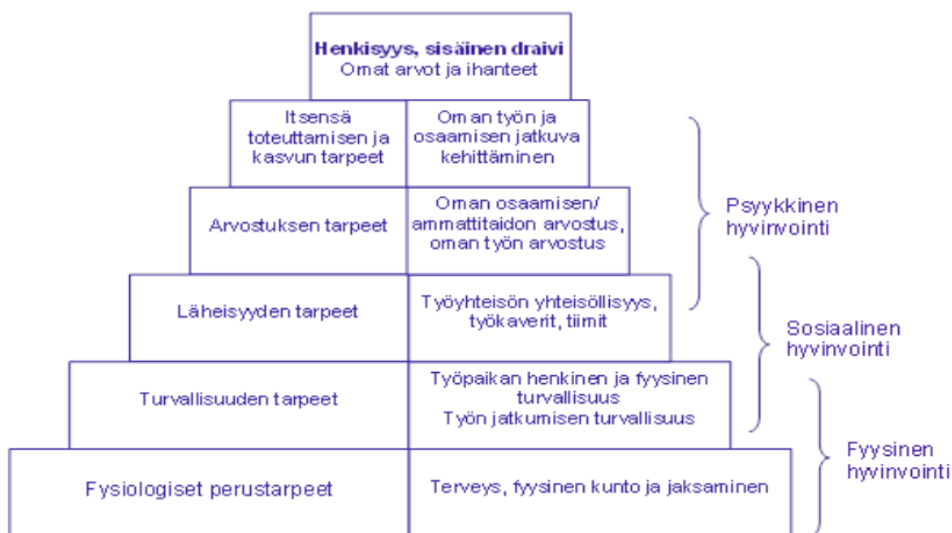 Henkisyys, sisäinen draivi
Omat arvot ja ihanteet
Itsensä
toteuttamisen ja
kasvun tarpeet
Oman työn ja
osaamisen jatkuva
kehittäminen
Arvostuksen tarpeet
Oman osaamisen/
ammattitaidon arvostus,
oman työn arvostus
Psyykkinen
hyvinvointi
Läheisyyden tarpeet
Työyhteisön yhteisöllisyys,
työkaverit, tiimit
Sosiaalinen
hyvinvointi
Turvallisuuden tarpeet
Työpaikan henkinen ja fyysinen
turvallisuus
Työn jatkumisen turvallisuus
Fysiologiset perustarpeet
Terveys, fyysinen kunto ja jaksaminen
Fyysinen
hyvinvointi